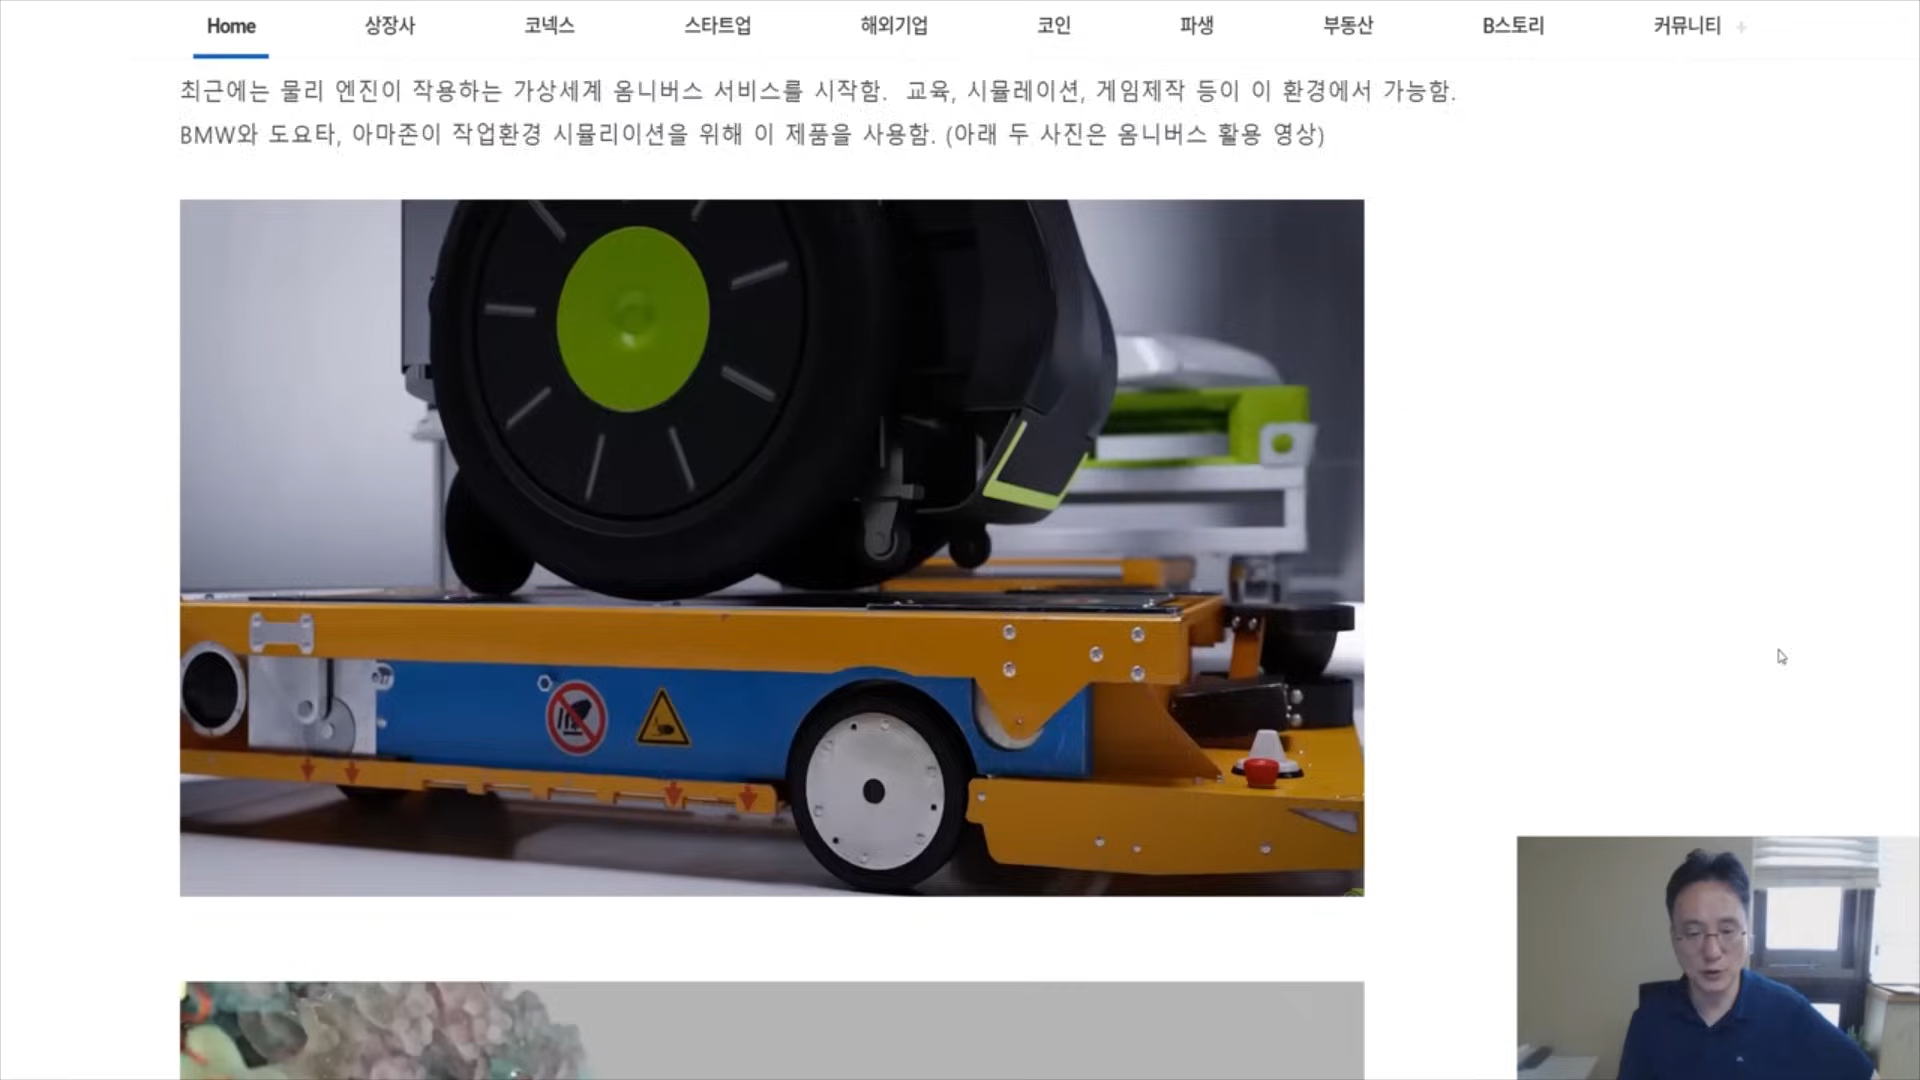 Home 상장사 코넥스 스타트업 해외기업 코인 파생 부동산 B스토리 커뮤니티 +
최근에는 물리 엔진이 작용하는 가상세계 옴니버스 서비스를 시작함. 교육, 시뮬레이션, 게임제작 등이 이 환경에서 가능함.
BMW와 도요타, 아마존이 작업환경 시뮬리이션을 위해 이 제품을 사용함. (아래 두 사진은 옴니버스 활용 영상)